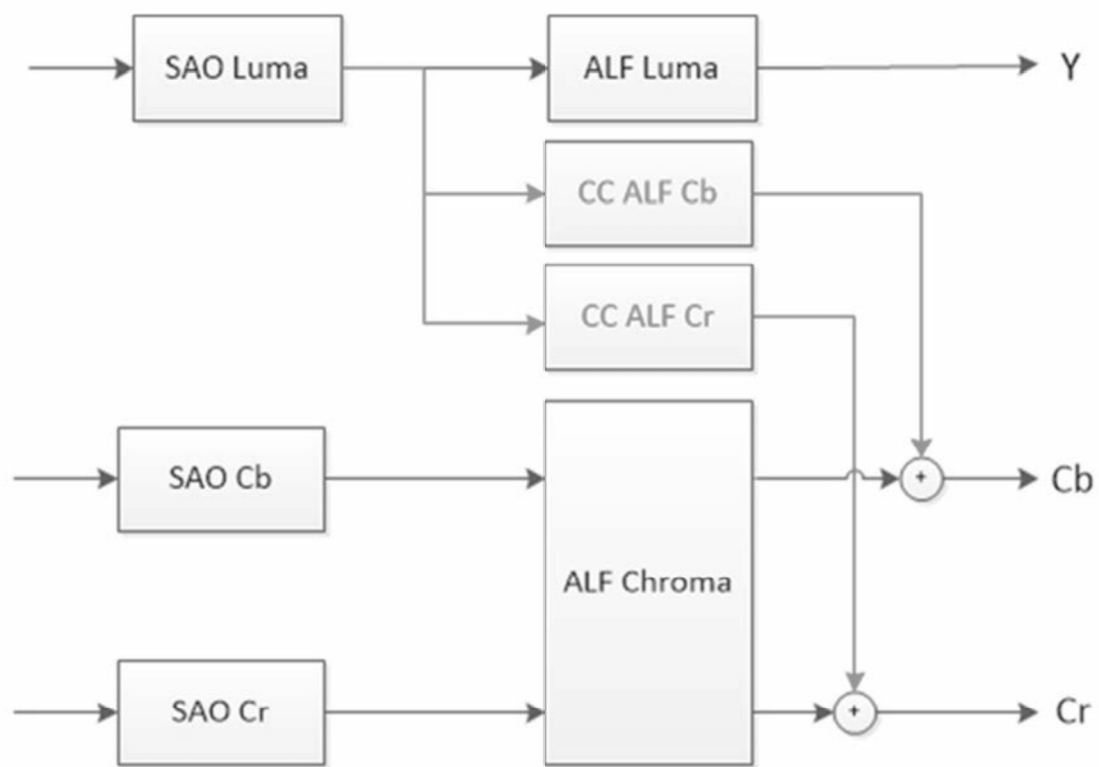 SAO Luma
ALF Luma
Y
CC ALF Cb
CC ALF Cr
SAO Cb
+
Cb
ALF Chroma
SAO Cr
+
Cr